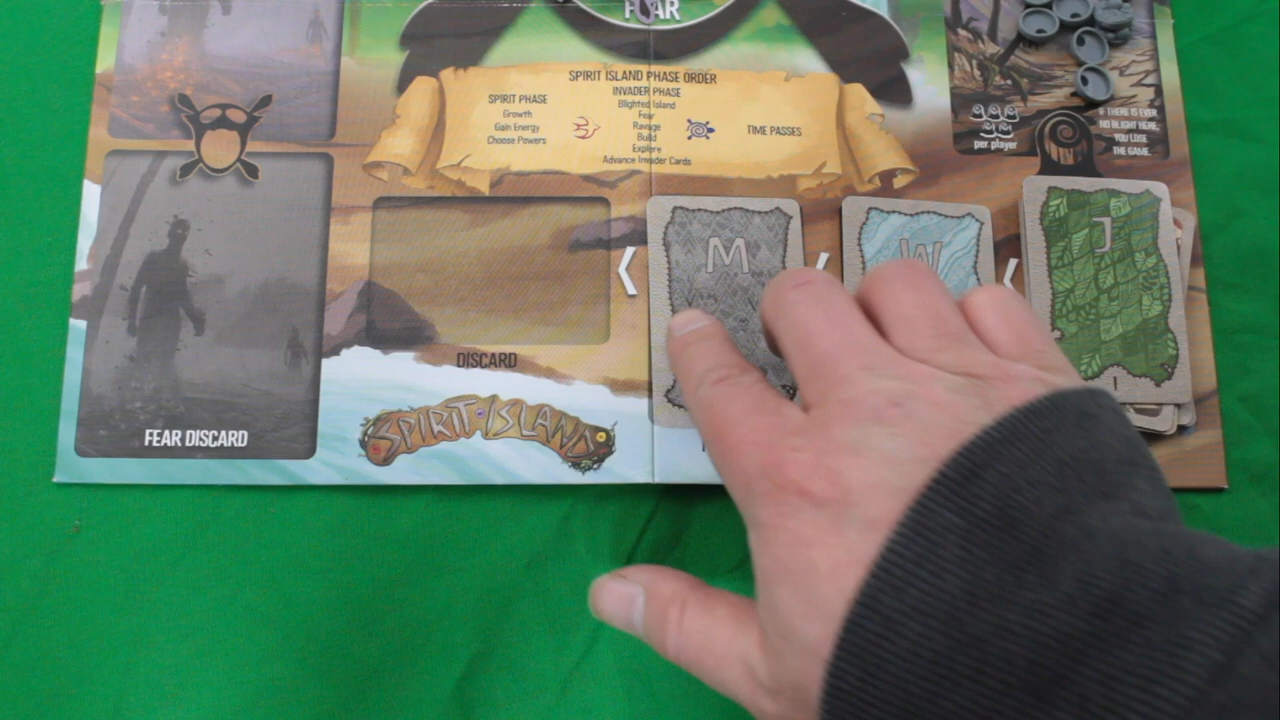 FEAR
SPIRIT ISLAND PHASE ORDER
SPIRIT PHASE
Growth
Gain Energy
Choose Powers
INVADER PHASE
Blighted Island
Fear
Ravage
Build
Explore
Advance Invader Cards
TIME PASSES
per player
IF THERE IS EVER
NO BLIGHT HERE,
YOU LOSE
THE GAME.
M
W
J
I
DISCARD
SPIRIT ISLAND
FEAR DISCARD